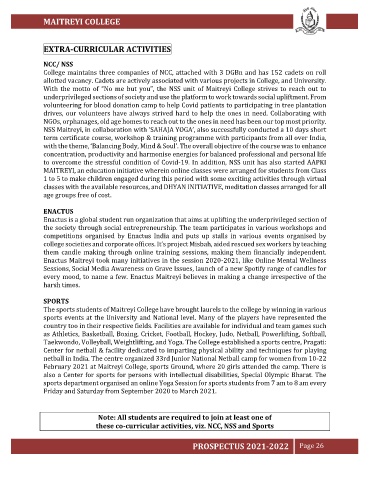 MAITREYI COLLEGE
EXTRA-CURRICULAR ACTIVITIES
NCC/ NSS
College maintains three companies of NCC, attached with 3 DGBn and has 152 cadets on roll
allotted vacancy. Cadets are actively associated with various projects in College, and University.
With the motto of "No me but you", the NSS unit of Maitreyi College strives to reach out to
underprivileged sections of society and use the platform to work towards social upliftment. From
volunteering for blood donation camp to help Covid patients to participating in tree plantation
drives, our volunteers have always strived hard to help the ones in need. Collaborating with
NGOs, orphanages, old age homes to reach out to the ones in need has been our top most priority.
NSS Maitreyi, in collaboration with 'SAHAJA YOGA', also successfully conducted a 10 days short
term certificate course, workshop & training programme with participants from all over India,
with the theme, 'Balancing Body, Mind & Soul'. The overall objective of the course was to enhance
concentration, productivity and harmonise energies for balanced professional and personal life
to overcome the stressful condition of Covid-19. In addition, NSS unit has also started AAPKI
MAITREYI, an education initiative wherein online classes were arranged for students from Class
1 to 5 to make children engaged during this period with some exciting activities through virtual
classes with the available resources, and DHYAN INITIATIVE, meditation classes arranged for all
age groups free of cost.
ENACTUS
Enactus is a global student run organization that aims at uplifting the underprivileged section of
the society through social entrepreneurship. The team participates in various workshops and
competitions organised by Enactus India and puts up stalls in various events organised by
college societies and corporate offices. It's project Misbah, aided rescued sex workers by teaching
them candle making through online training sessions, making them financially independent.
Enactus Maitreyi took many initiatives in the session 2020-2021, like Online Mental Wellness
Sessions, Social Media Awareness on Grave Issues, launch of a new Spotify range of candles for
every mood, to name a few. Enactus Maitreyi believes in making a change irrespective of the
harsh times.
SPORTS
The sports students of Maitreyi College have brought laurels to the college by winning in various
sports events at the University and National level. Many of the players have represented the
country too in their respective fields. Facilities are available for individual and team games such
as Athletics, Basketball, Boxing, Cricket, Football, Hockey, Judo, Netball, Powerlifting, Softball,
Taekwondo, Volleyball, Weightlifting, and Yoga. The College established a sports centre, Pragati:
Center for netball & facility dedicated to imparting physical ability and techniques for playing
netball in India. The centre organized 33rd Junior National Netball camp for women from 10-22
February 2021 at Maitreyi College, sports Ground, where 20 girls attended the camp. There is
also a Center for sports for persons with intellectual disabilities, Special Olympic Bharat. The
sports department organised an online Yoga Session for sports students from 7 am to 8 am every
Friday and Saturday from September 2020 to March 2021.
Note: All students are required to join at least one of
these co-curricular activities, viz. NCC, NSS and Sports
PROSPECTUS 2021-2022 Page 26